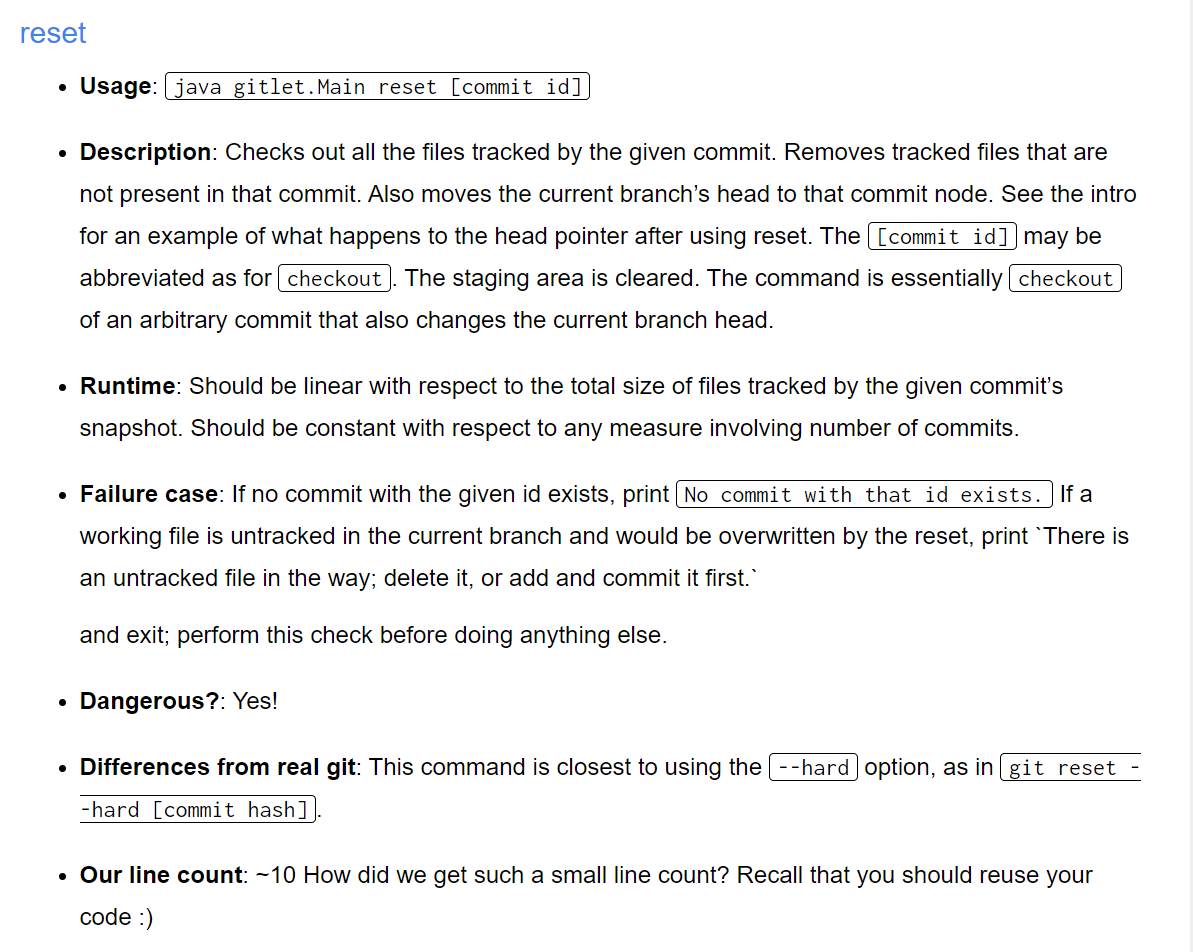 reset
• Usage: java gitlet.Main reset [commit id]
• Description: Checks out all the files tracked by the given commit. Removes tracked files that are
not present in that commit. Also moves the current branch’s head to that commit node. See the intro
for an example of what happens to the head pointer after using reset. The [commit id] may be
abbreviated as for checkout. The staging area is cleared. The command is essentially checkout
of an arbitrary commit that also changes the current branch head.
• Runtime: Should be linear with respect to the total size of files tracked by the given commit’s
snapshot. Should be constant with respect to any measure involving number of commits.
• Failure case: If no commit with the given id exists, print No commit with that id exists. If a
working file is untracked in the current branch and would be overwritten by the reset, print `There is
an untracked file in the way; delete it, or add and commit it first.`
and exit; perform this check before doing anything else.
• Dangerous?: Yes!
• Differences from real git: This command is closest to using the --hard option, as in git reset -
-hard [commit hash].
• Our line count: ~10 How did we get such a small line count? Recall that you should reuse your
code :)